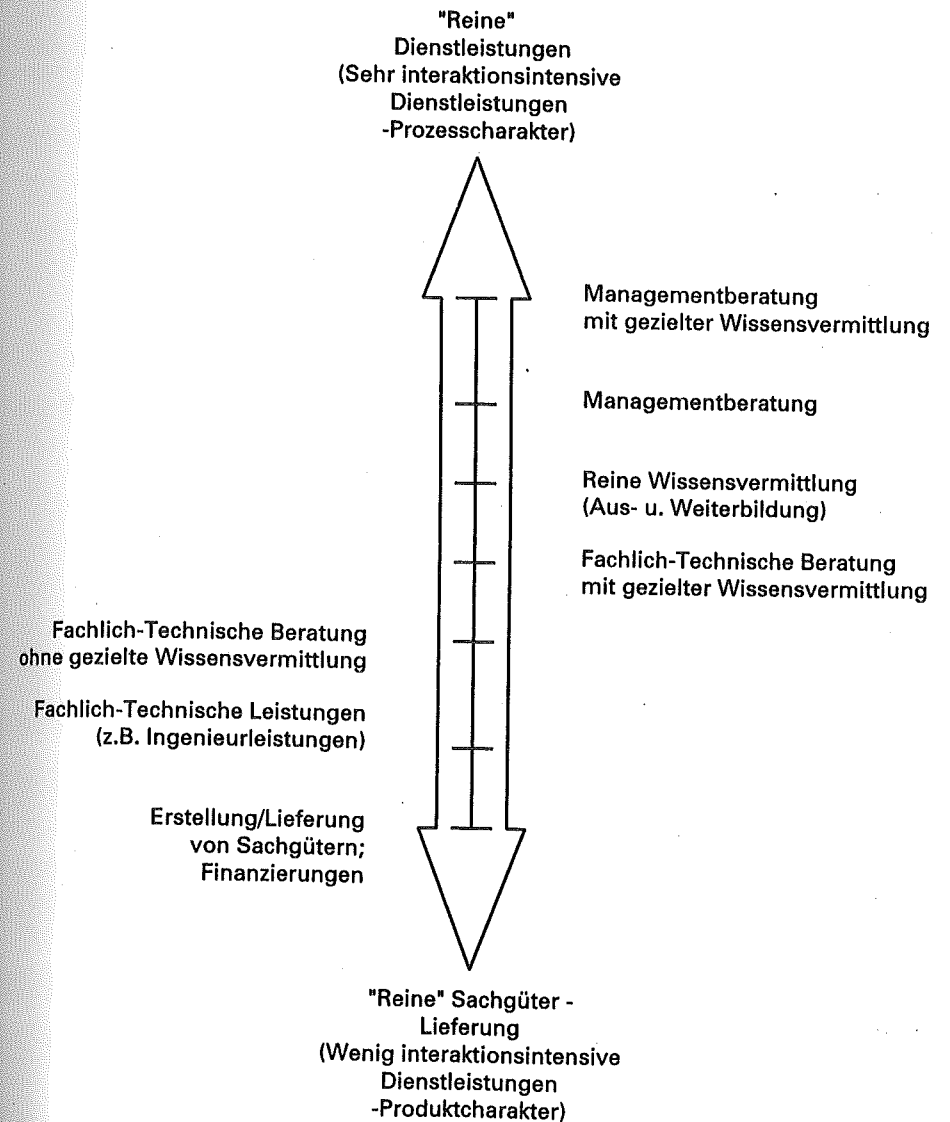 "Reine"
Dienstleistungen
(Sehr interaktionsintensive
Dienstleistungen
-Prozesscharakter)
Managementberatung
mit gezielter Wissensvermittlung
Managementberatung
Reine Wissensvermittlung
(Aus- u. Weiterbildung)
Fachlich-Technische Beratung
mit gezielter Wissensvermittlung
Fachlich-Technische Beratung
ohne gezielte Wissensvermittlung
Fachlich-Technische Leistungen
(z.B. Ingenieurleistungen)
Erstellung/Lieferung
von Sachgütern;
Finanzierungen
"Reine" Sachgüter -
Lieferung
(Wenig interaktionsintensive
Dienstleistungen
-Produktcharakter)